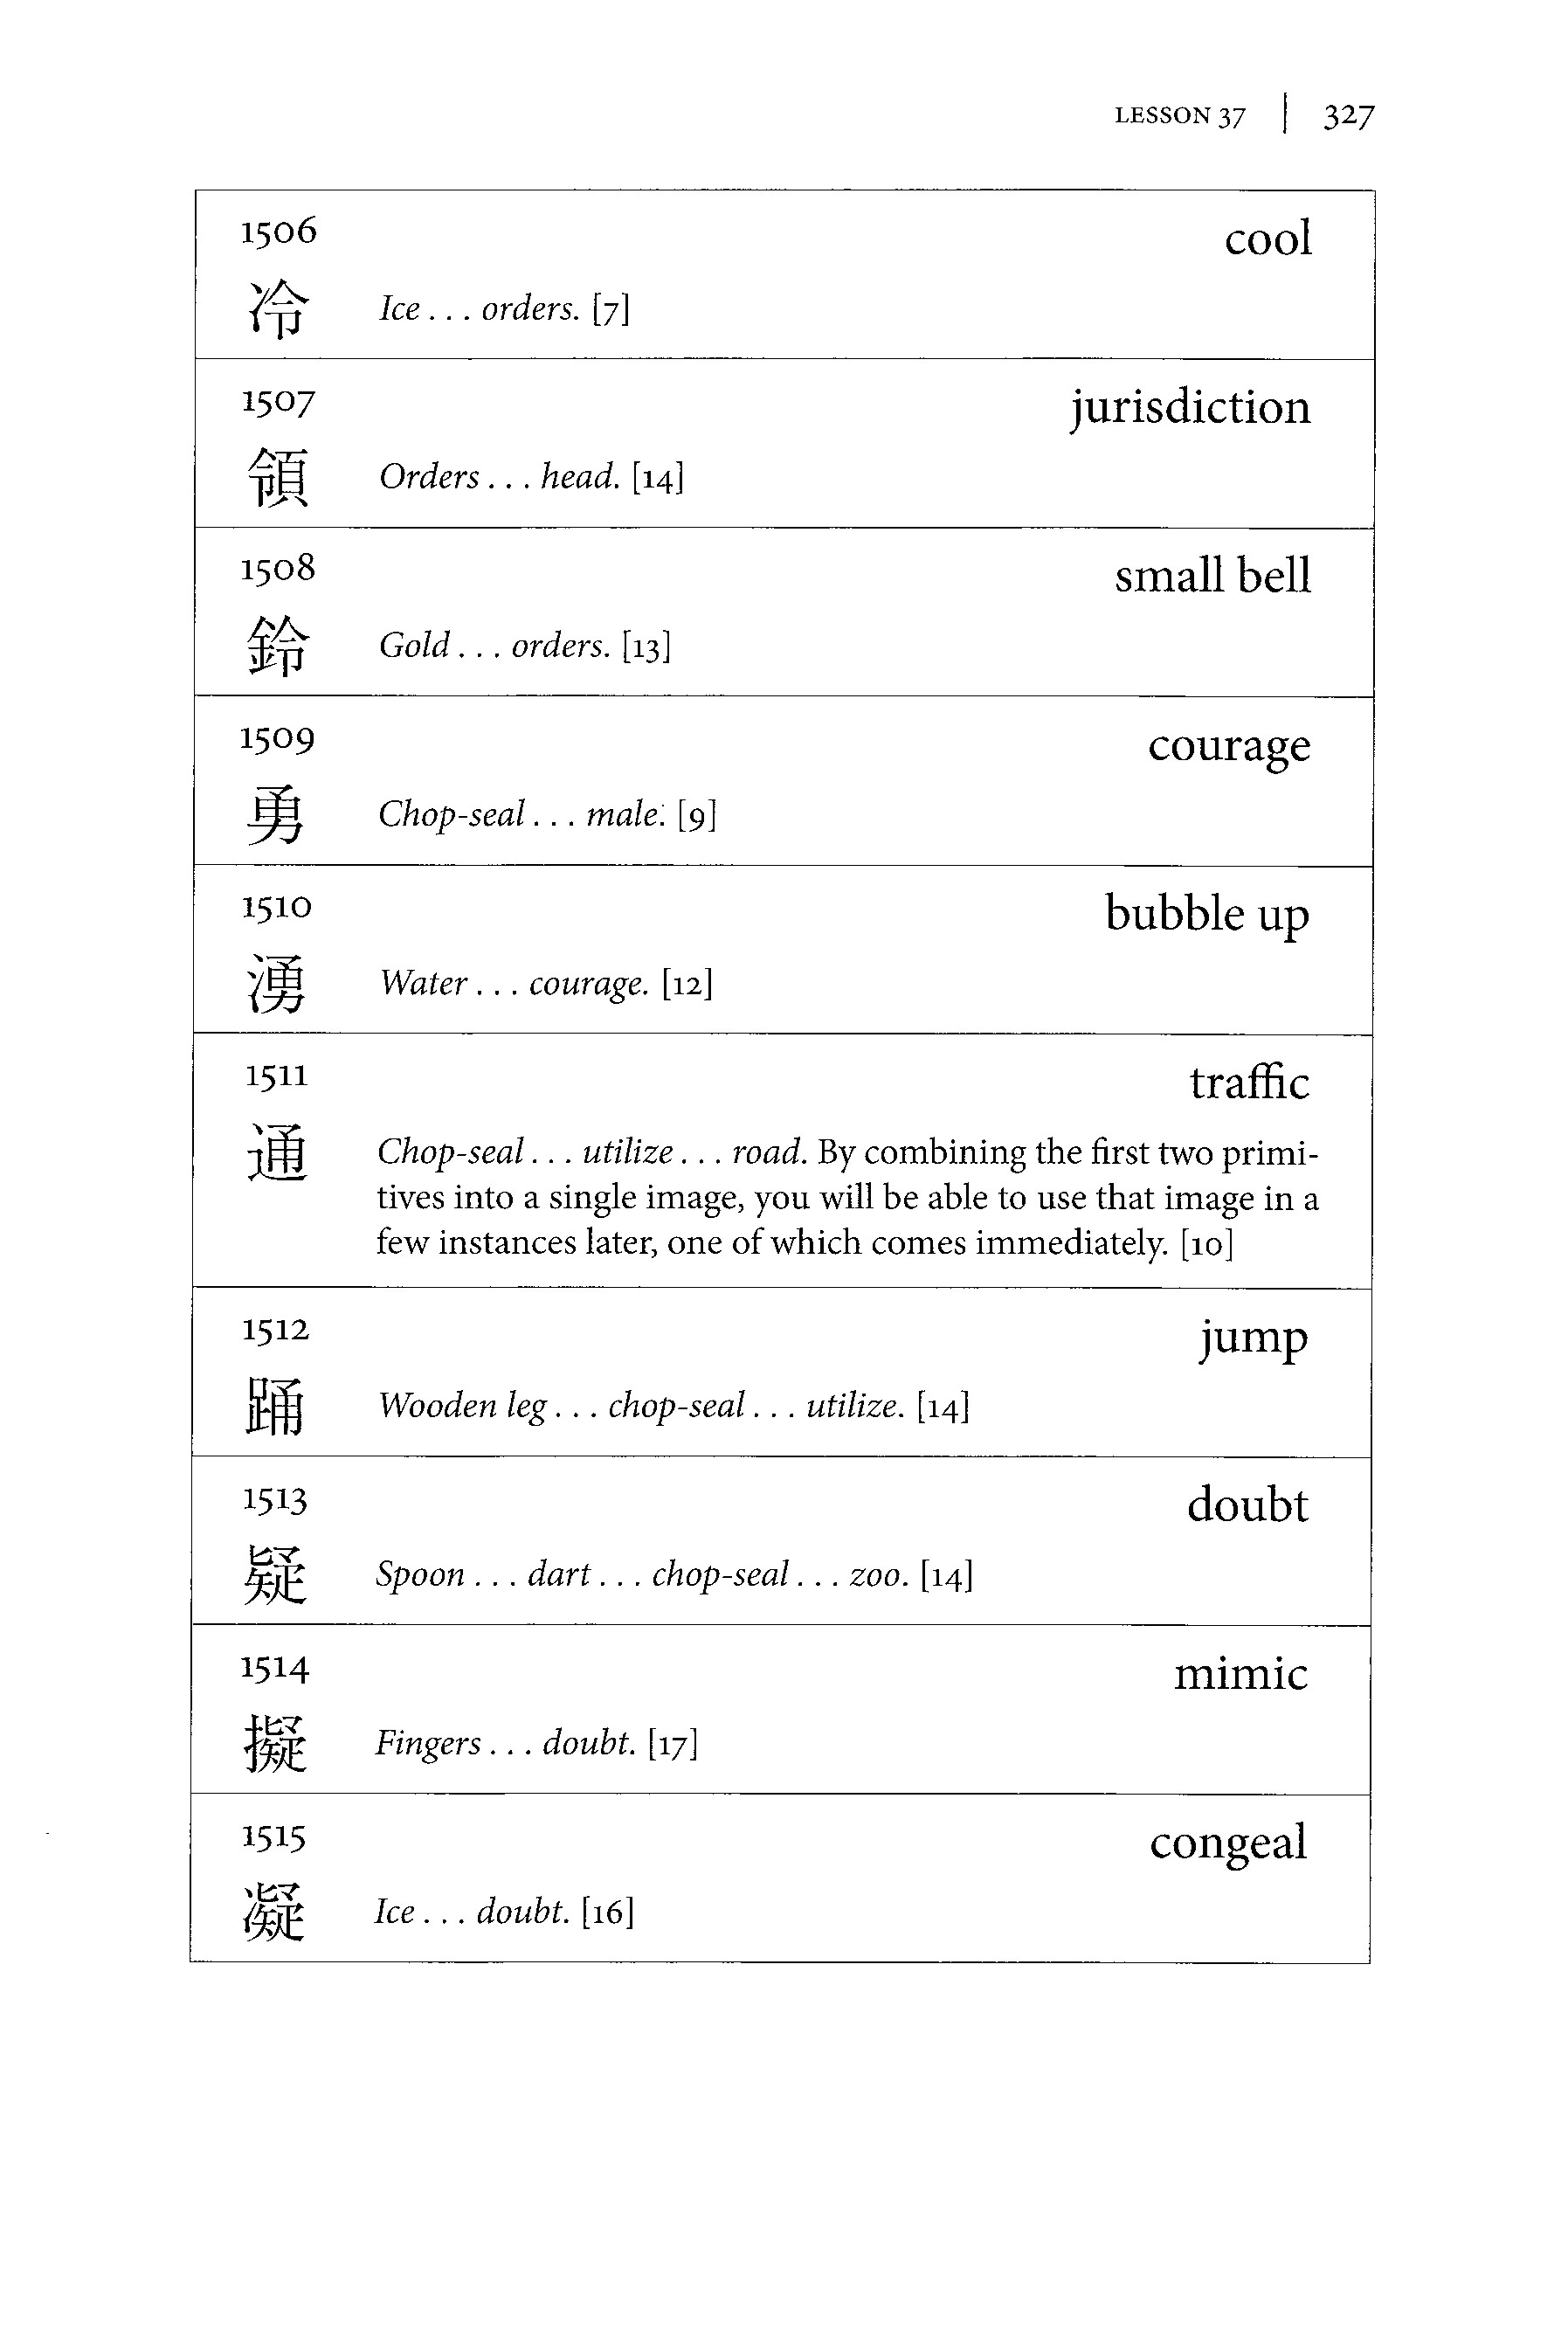 LESSON 37 | 327
1506 cool
冷 Ice . . . orders. [7]
1507 jurisdiction
領 Orders . . . head. [14]
1508 small bell
鈴 Gold . . . orders. [13]
1509 courage
勇 Chop-seal . . . male. [9]
1510 bubble up
湧 Water . . . courage. [12]
1511 traffic
通 Chop-seal . . . utilize . . . road. By combining the first two primi-
tives into a single image, you will be able to use that image in a
few instances later, one of which comes immediately. [10]
1512 jump
踊 Wooden leg . . . chop-seal . . . utilize. [14]
1513 doubt
疑 Spoon . . . dart . . . chop-seal . . . zoo. [14]
1514 mimic
擬 Fingers . . . doubt. [17]
1515 congeal
凝 Ice . . . doubt. [16]